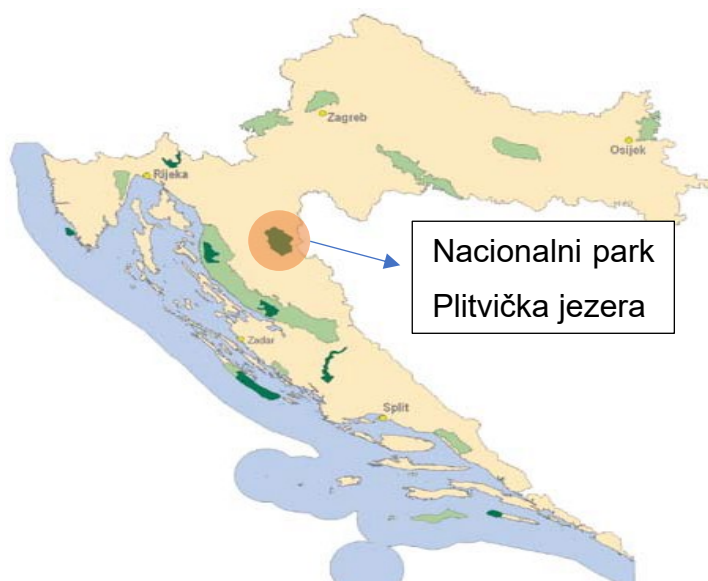 Zagreb
Osijek
Rijeka
Nacionalni park
Plitvička jezera
Zadar
Split